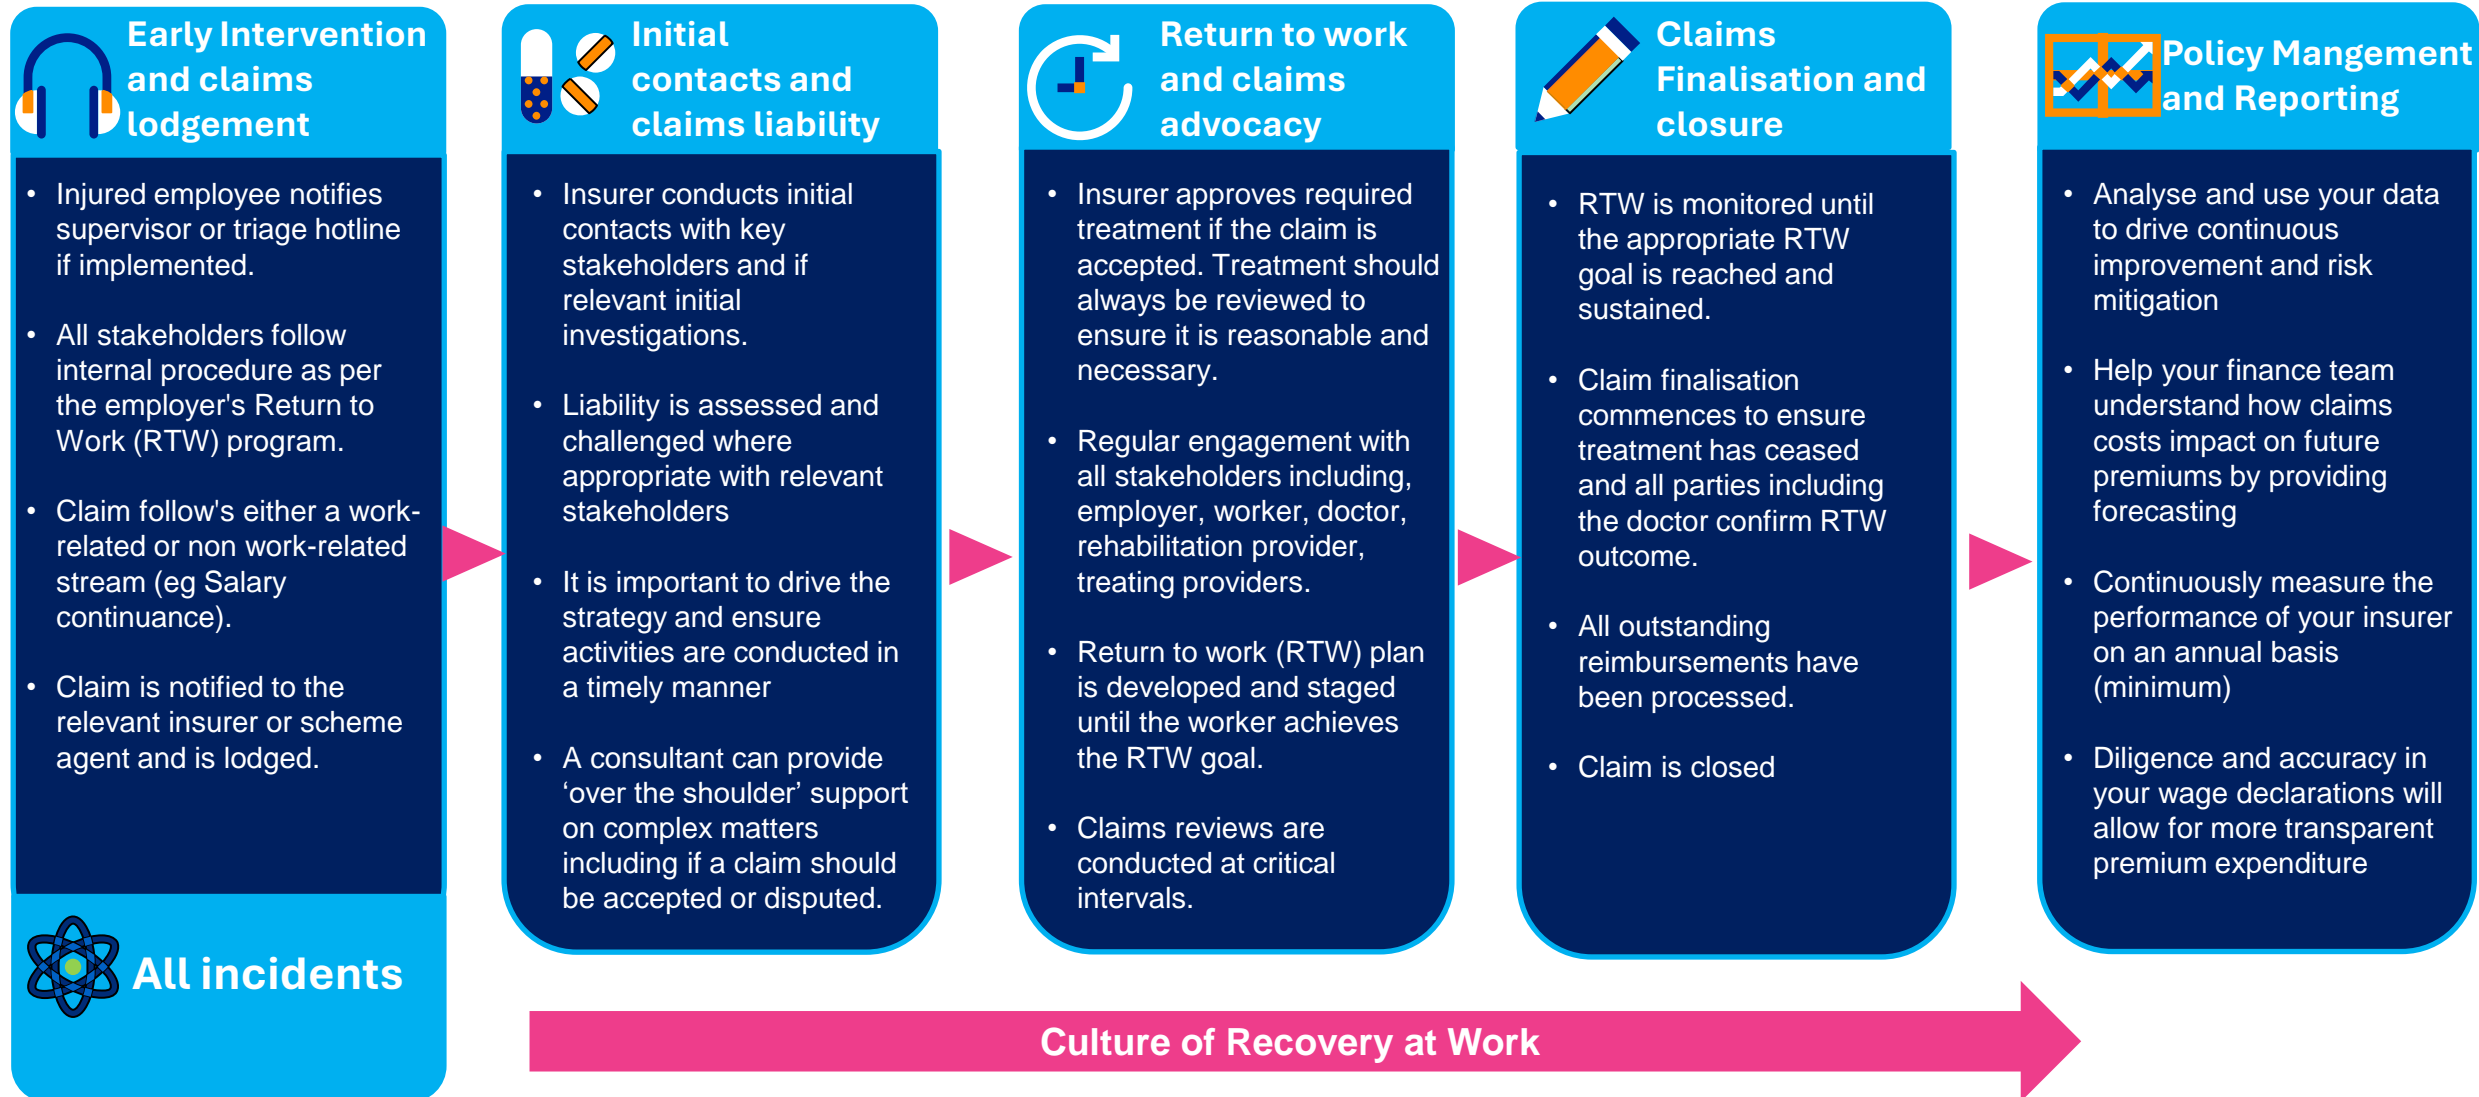 Early Intervention
and claims
lodgement
• Injured employee notifies
supervisor or triage hotline
if implemented.
• All stakeholders follow
internal procedure as per
the employer's Return to
Work (RTW) program.
• Claim follow's either a work-
related or non work-related
stream (eg Salary
continuance).
• Claim is notified to the
relevant insurer or scheme
agent and is lodged.
All incidents
Initial
contacts and
claims liability
• Insurer conducts initial
contacts with key
stakeholders and if
relevant initial
investigations.
• Liability is assessed and
challenged where
appropriate with relevant
stakeholders
• It is important to drive the
strategy and ensure
activities are conducted in
a timely manner
• A consultant can provide
‘over the shoulder’ support
on complex matters
including if a claim should
be accepted or disputed.
Return to work
and claims
advocacy
• Insurer approves required
treatment if the claim is
accepted. Treatment should
always be reviewed to
ensure it is reasonable and
necessary.
• Regular engagement with
all stakeholders including,
employer, worker, doctor,
rehabilitation provider,
treating providers.
• Return to work (RTW) plan
is developed and staged
until the worker achieves
the RTW goal.
• Claims reviews are
conducted at critical
intervals.
Claims
Finalisation and
closure
• RTW is monitored until
the appropriate RTW
goal is reached and
sustained.
• Claim finalisation
commences to ensure
treatment has ceased
and all parties including
the doctor confirm RTW
outcome.
• All outstanding
reimbursements have
been processed.
• Claim is closed
Policy Mangement
and Reporting
• Analyse and use your data
to drive continuous
improvement and risk
mitigation
• Help your finance team
understand how claims
costs impact on future
premiums by providing
forecasting
• Continuously measure the
performance of your insurer
on an annual basis
(minimum)
• Diligence and accuracy in
your wage declarations will
allow for more transparent
premium expenditure
Culture of Recovery at Work